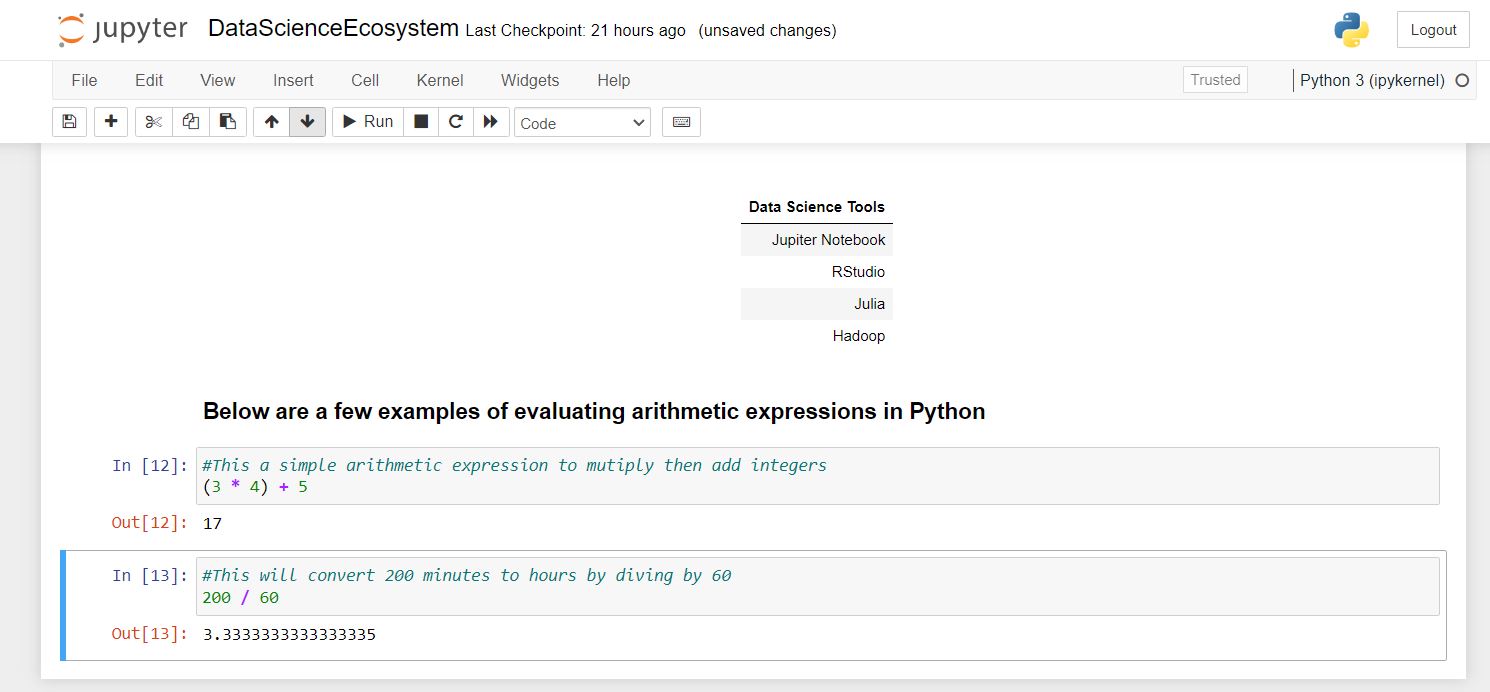 jupyter DataScienceEcosystem Last Checkpoint: 21 hours ago (unsaved changes) Logout
File Edit View Insert Cell Kernel Widgets Help Trusted Python 3 (ipykernel)
Run Code
Data Science Tools
Jupiter Notebook
RStudio
Julia
Hadoop
Below are a few examples of evaluating arithmetic expressions in Python
In [12]: #This a simple arithmetic expression to mutiply then add integers
(3 * 4) + 5
Out[12]: 17
In [13]: #This will convert 200 minutes to hours by diving by 60
200 / 60
Out[13]: 3.3333333333333335